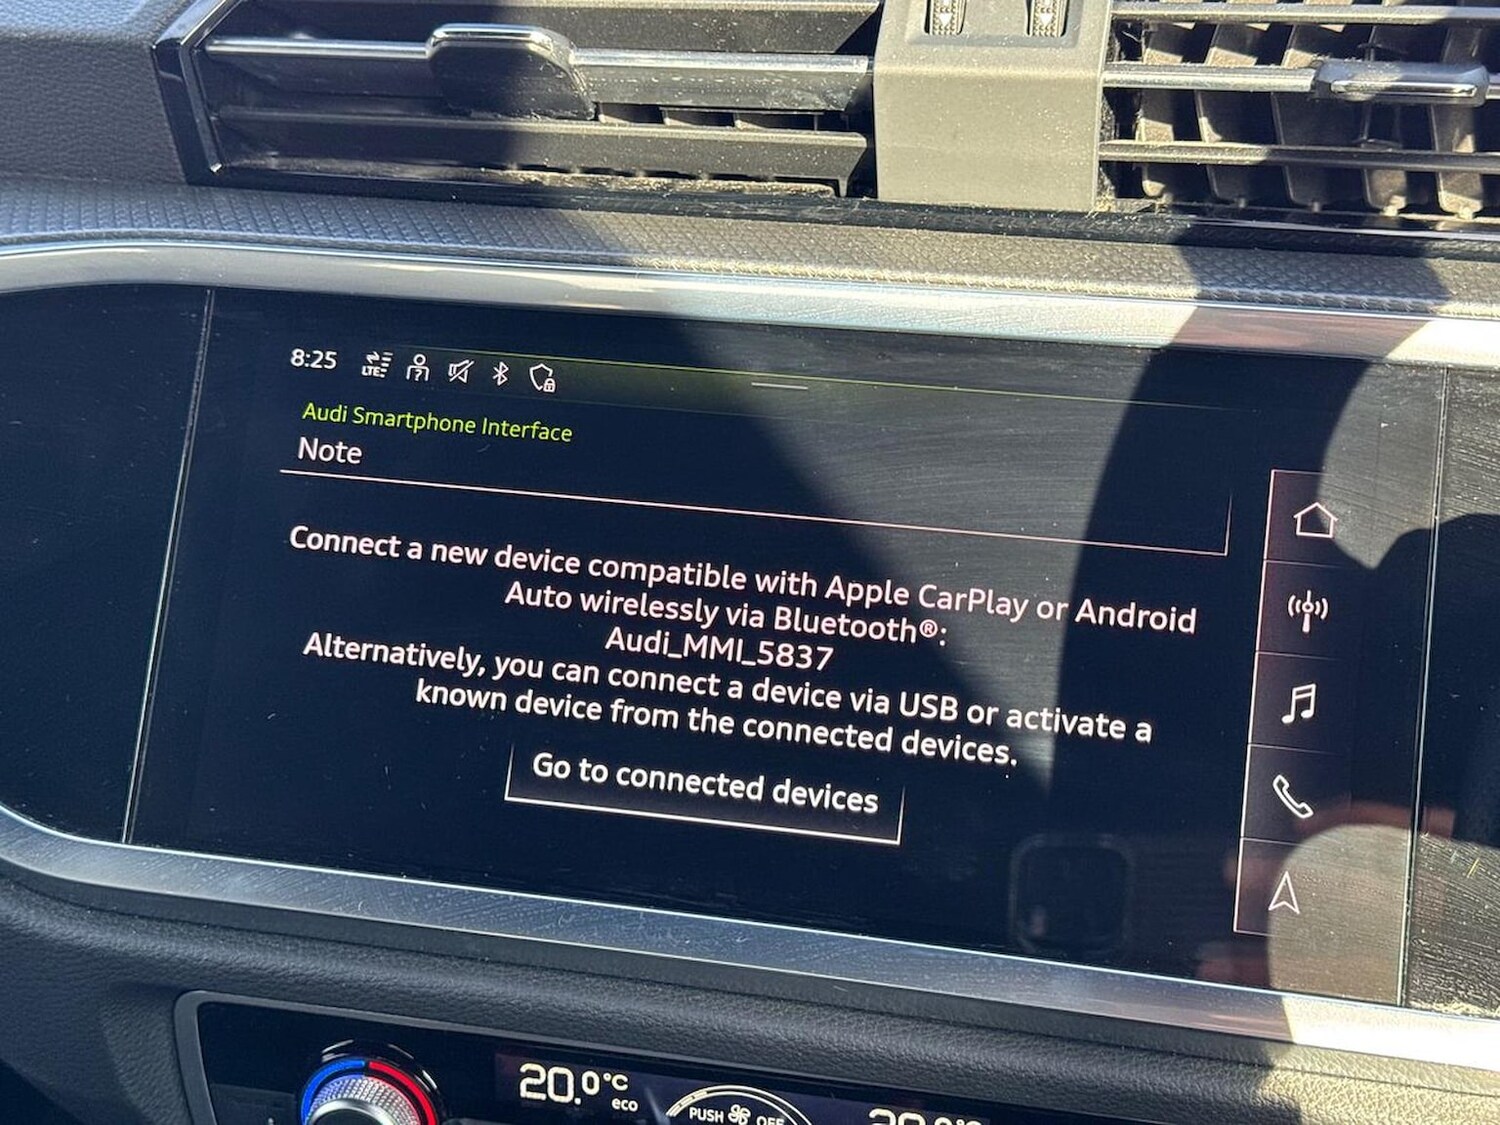 8:25
LTE
?
Audi Smartphone Interface
Note
Connect a new device compatible with Apple CarPlay or Android
Auto wirelessly via Bluetooth®:
Audi_MMI_5837
Alternatively, you can connect a device via USB or activate a
known device from the connected devices.
Go to connected devices
20.0°C
eco
PUSH OFF